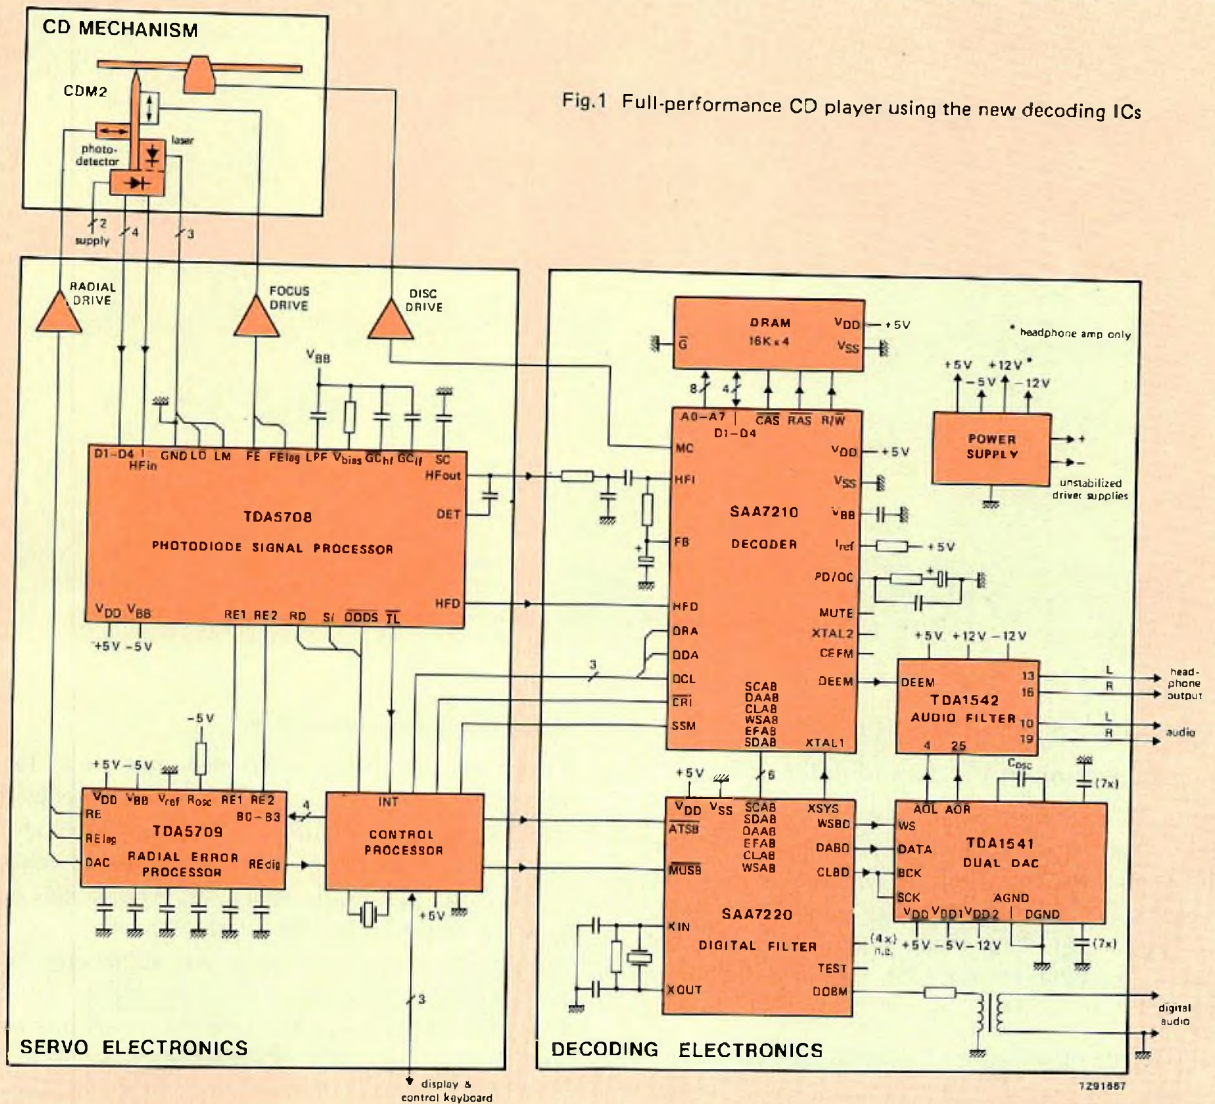 CD MECHANISM
CDM2
laser
photo-
detector
2
supply
4
3
Fig.1 Full-performance CD player using the new decoding ICs
RADIAL
DRIVE
FOCUS
DRIVE
DISC
DRIVE
VBB
D1-D4 I GND LO LM FE FElag LPF Vbias GChf GClf SC
HFin
HFout
DET
TDA5708
PHOTODIODE SIGNAL PROCESSOR
HFD
VDD VBB RE1 RE2 RD Si DODS TL
+5V -5V
-5V
+5V -5V
VDD VBB Vref Rosc RE1 RE2
B0-B3
RE
RElag
DAC
TDA5709
RADIAL ERROR
PROCESSOR
REdig
4
INT
CONTROL
PROCESSOR
+5V
3
display &
control keyboard
SERVO ELECTRONICS
DRAM
16K x 4
G
VDD
+5V
VSS
8
4
A0-A7 CAS RAS R/W
D1-D4
MC
HFI
FB
HFD
DRA
DDA
DCL
CRI
SSM
3
SAA7210
DECODER
VDD
+5V
VSS
VBB
Iref
+5V
PD/OC
MUTE
XTAL2
CEFM
DEEM
SCAB
DAAB
CLAB
WSAB
EFAB
SDAB
XTAL1
6
* headphone amp only
+5V
+12V *
-5V
-12V
POWER
SUPPLY
+
−
unstabilized
driver supplies
+5V +12V -12V
DEEM
TDA1542
AUDIO FILTER
13
16
10
19
L
R
L
R
head-
phone
output
audio
4
25
Cosc
(7x)
AOL AOR
WS
DATA
BCK
SCK
TDA1541
DUAL DAC
AGND
VDD VDD1 VDD2 DGND
+5V -5V -12V
(7x)
+5V
VDD VSS
SCAB
SDAB
DAAB
EFAB
CLAB
WSAB
XSYS
WSBD
DABD
CLBD
ATSB
MUSB
XIN
XOUT
SAA7220
DIGITAL FILTER
(4x)
n.c.
TEST
DOBM
digital
audio
DECODING ELECTRONICS
7Z91667